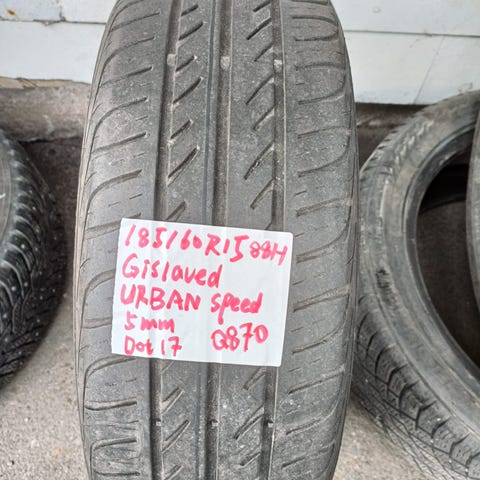 185/60R15 88H
Gislaved
URBAN speed
5mm
Dot 17 Q870